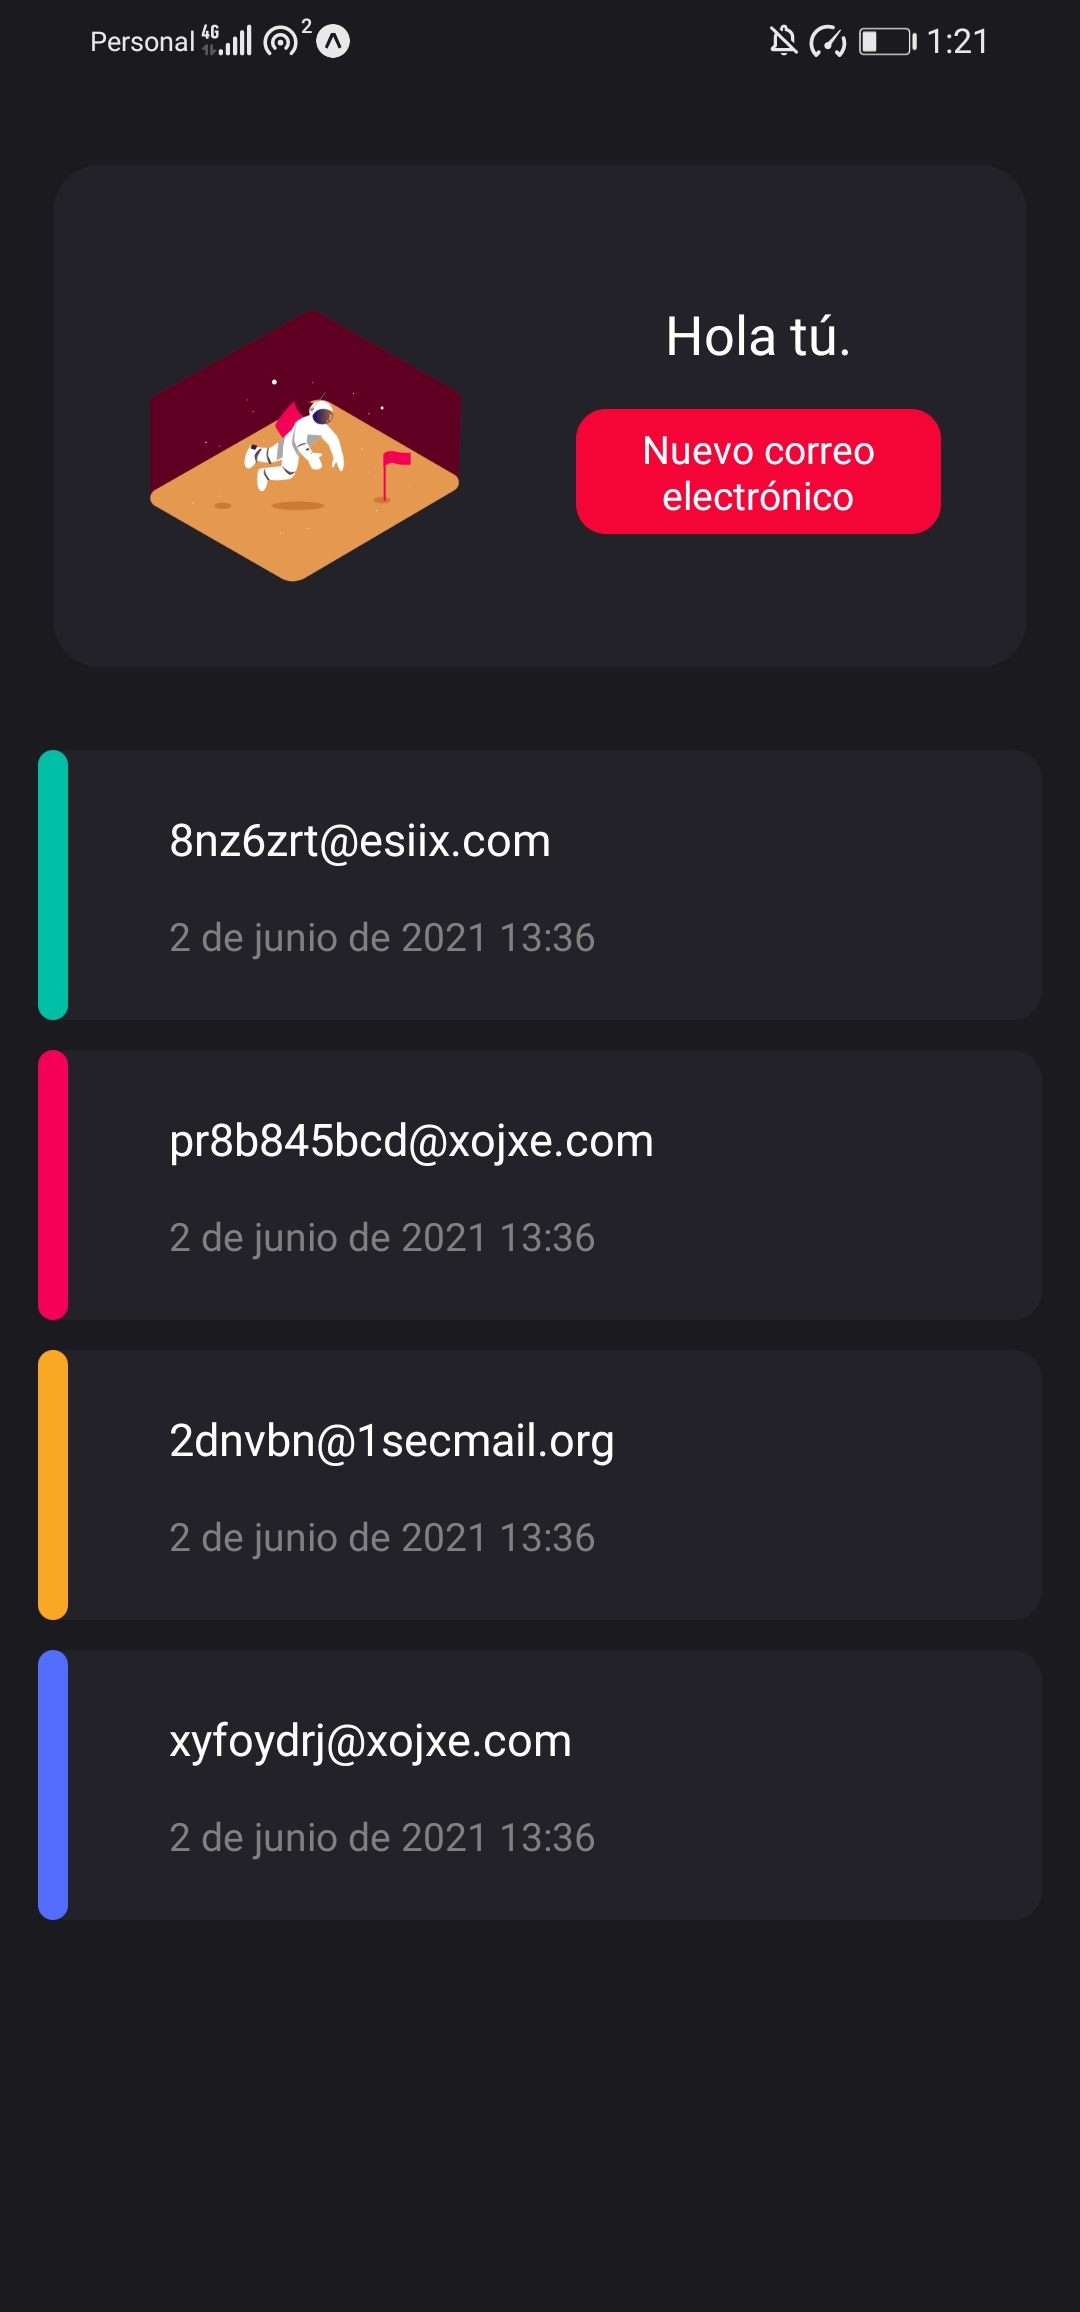 Personal 4G 2 1:21
Hola tú.
Nuevo correo
electrónico
8nz6zrt@esiix.com
2 de junio de 2021 13:36
pr8b845bcd@xojxe.com
2 de junio de 2021 13:36
2dnvbn@1secmail.org
2 de junio de 2021 13:36
xyfoydrj@xojxe.com
2 de junio de 2021 13:36